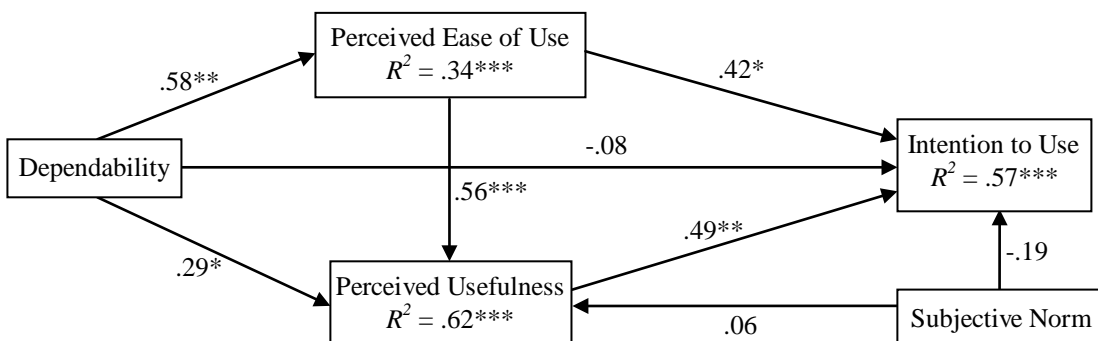 Perceived Ease of Use
R² = .34***
.58**
.42*
Dependability
-.08
Intention to Use
R² = .57***
.56***
.49**
.29*
Perceived Usefulness
R² = .62***
-.19
.06
Subjective Norm